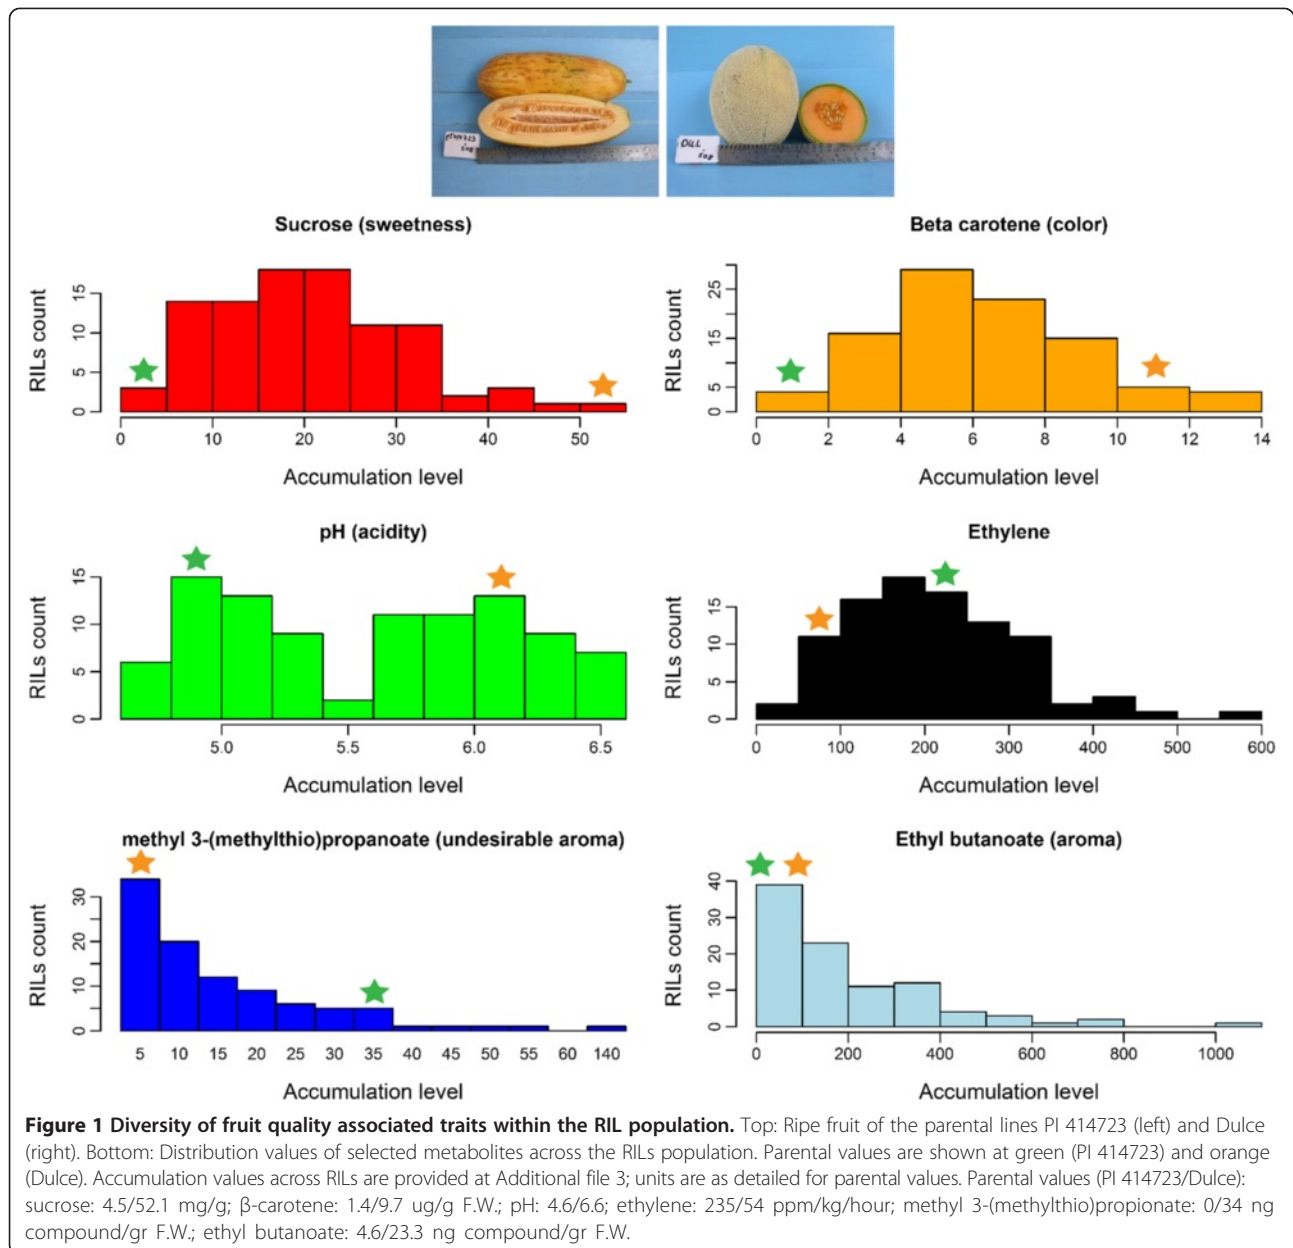 Sucrose (sweetness)
RILs count
0 5 10 15
0 10 20 30 40 50
Accumulation level
Beta carotene (color)
RILs count
0 5 15 25
0 2 4 6 8 10 12 14
Accumulation level
pH (acidity)
RILs count
0 5 10 15
5.0 5.5 6.0 6.5
Accumulation level
Ethylene
RILs count
0 5 10 15
0 100 200 300 400 500 600
Accumulation level
methyl 3-(methylthio)propanoate (undesirable aroma)
RILs count
0 10 20 30
5 10 15 20 25 30 35 40 45 50 55 60 140
Accumulation level
Ethyl butanoate (aroma)
RILs count
0 10 20 30 40
0 200 400 600 800 1000
Accumulation level
Figure 1 Diversity of fruit quality associated traits within the RIL population. Top: Ripe fruit of the parental lines PI 414723 (left) and Dulce
(right). Bottom: Distribution values of selected metabolites across the RILs population. Parental values are shown at green (PI 414723) and orange
(Dulce). Accumulation values across RILs are provided at Additional file 3; units are as detailed for parental values. Parental values (PI 414723/Dulce):
sucrose: 4.5/52.1 mg/g; β-carotene: 1.4/9.7 ug/g F.W.; pH: 4.6/6.6; ethylene: 235/54 ppm/kg/hour; methyl 3-(methylthio)propionate: 0/34 ng
compound/gr F.W.; ethyl butanoate: 4.6/23.3 ng compound/gr F.W.